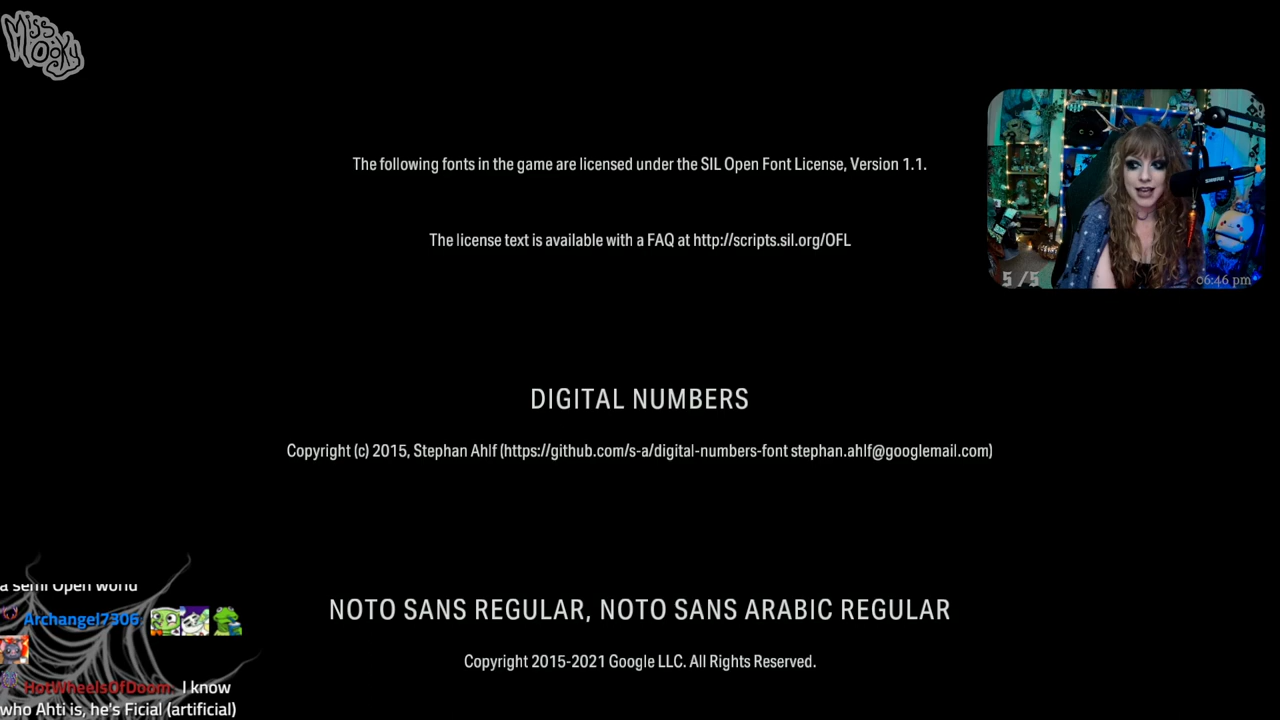 Miss Ooky
The following fonts in the game are licensed under the SIL Open Font License, Version 1.1.
The license text is available with a FAQ at http://scripts.sil.org/OFL
5 /5
06:46 pm
DIGITAL NUMBERS
Copyright (c) 2015, Stephan Ahlf (https://github.com/s-a/digital-numbers-font stephan.ahlf@googlemail.com)
a semi Open world
Archangel7306
NOTO SANS REGULAR, NOTO SANS ARABIC REGULAR
Copyright 2015-2021 Google LLC. All Rights Reserved.
HotWheelsOfDoom I know
who Ahti is, he's Ficial (artificial)